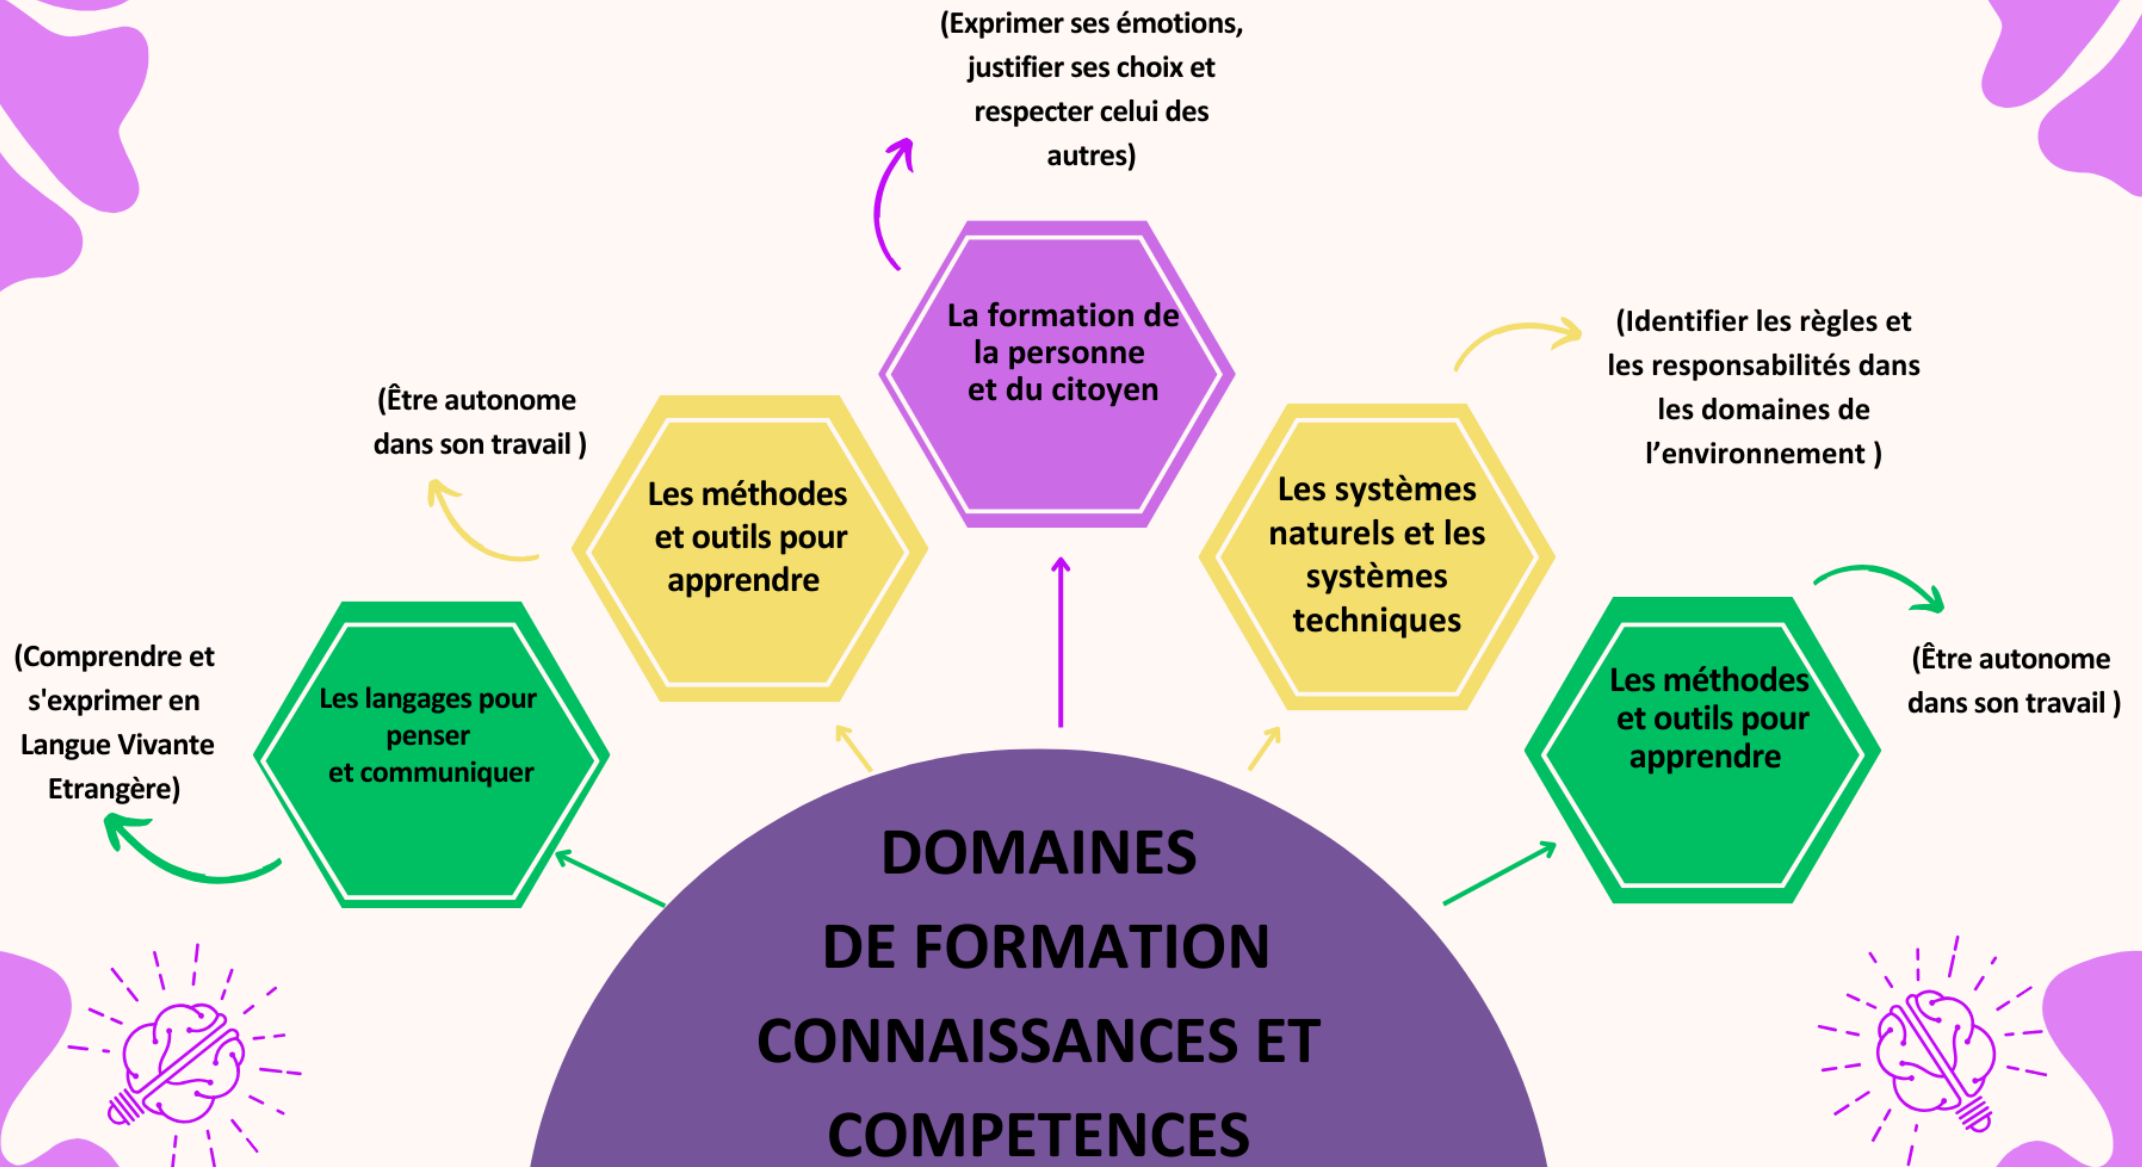 (Exprimer ses émotions,
justifier ses choix et
respecter celui des
autres)
La formation de
la personne
et du citoyen
(Être autonome
dans son travail )
Les méthodes
et outils pour
apprendre
(Identifier les règles et
les responsabilités dans
les domaines de
l’environnement )
Les systèmes
naturels et les
systèmes
techniques
(Comprendre et
s'exprimer en
Langue Vivante
Etrangère)
Les langages pour
penser
et communiquer
Les méthodes
et outils pour
apprendre
(Être autonome
dans son travail )
DOMAINES
DE FORMATION
CONNAISSANCES ET
COMPETENCES